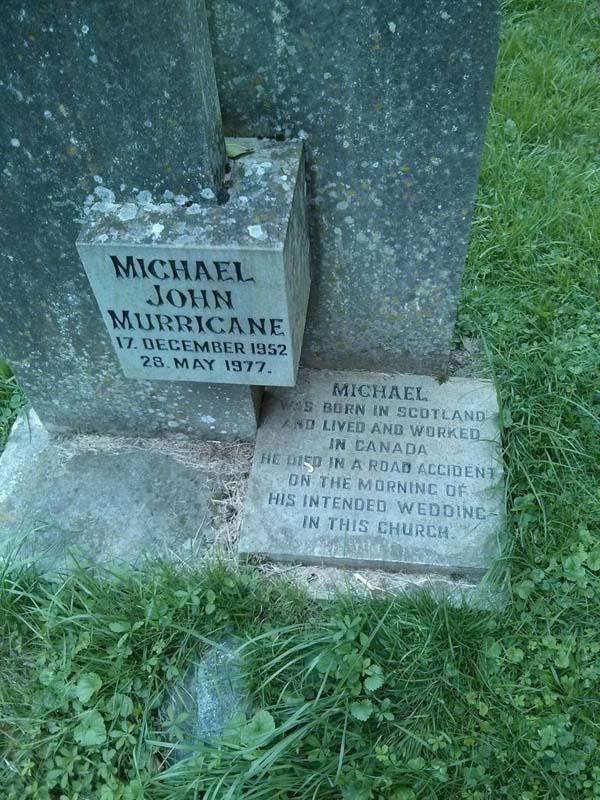 MICHAEL
JOHN
MURRICANE
17. DECEMBER 1952
28. MAY 1977.
MICHAEL
WAS BORN IN SCOTLAND
AND LIVED AND WORKED
IN CANADA
HE DIED IN A ROAD ACCIDENT
ON THE MORNING OF
HIS INTENDED WEDDING-
IN THIS CHURCH.